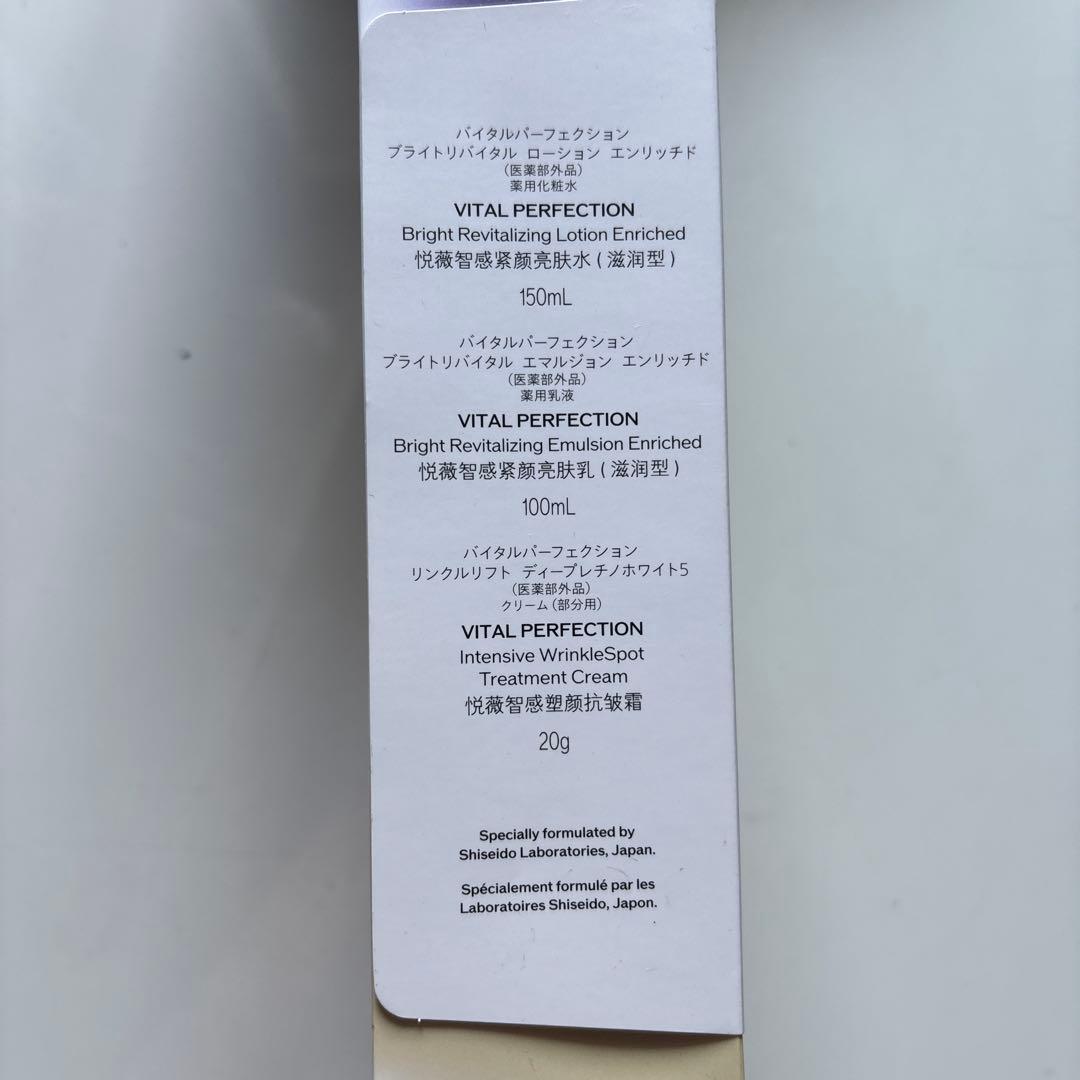 バイタルパーフェクション
ブライトリバイタル ローション エンリッチド
(医薬部外品)
薬用化粧水
VITAL PERFECTION
Bright Revitalizing Lotion Enriched
悦薇智感紧颜亮肤水 ( 滋润型 )
150mL
バイタルパーフェクション
ブライトリバイタル エマルジョン エンリッチド
(医薬部外品)
薬用乳液
VITAL PERFECTION
Bright Revitalizing Emulsion Enriched
悦薇智感紧颜亮肤乳 ( 滋润型 )
100mL
バイタルパーフェクション
リンクルリフト ディープレチノホワイト5
(医薬部外品)
クリーム (部分用)
VITAL PERFECTION
Intensive WrinkleSpot
Treatment Cream
悦薇智感塑颜抗皱霜
20g
Specially formulated by
Shiseido Laboratories, Japan.
Spécialement formulé par les
Laboratoires Shiseido, Japon.